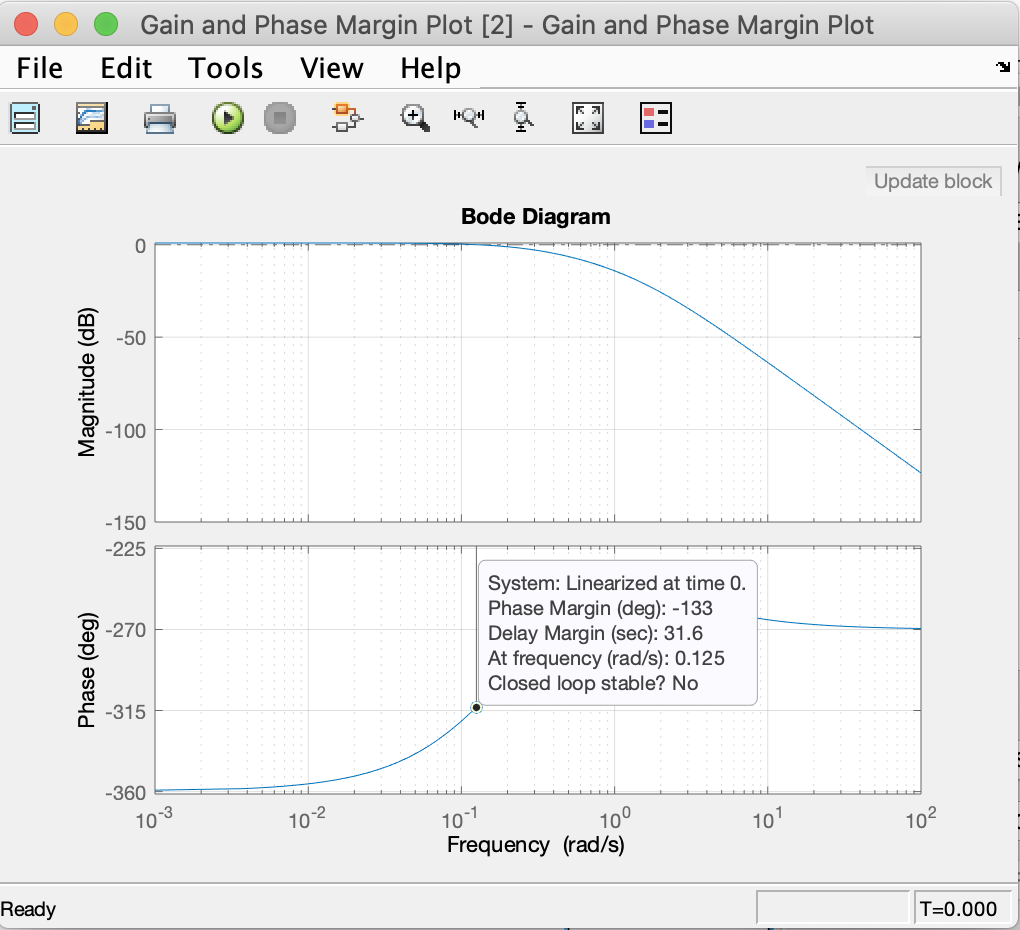 Gain and Phase Margin Plot [2] - Gain and Phase Margin Plot
File Edit Tools View Help
Update block
Bode Diagram
0
-50
-100
-150
Magnitude (dB)
-225
-270
-315
-360
Phase (deg)
System: Linearized at time 0.
Phase Margin (deg): -133
Delay Margin (sec): 31.6
At frequency (rad/s): 0.125
Closed loop stable? No
10^-3 10^-2 10^-1 10^0 10^1 10^2
Frequency (rad/s)
Ready T=0.000